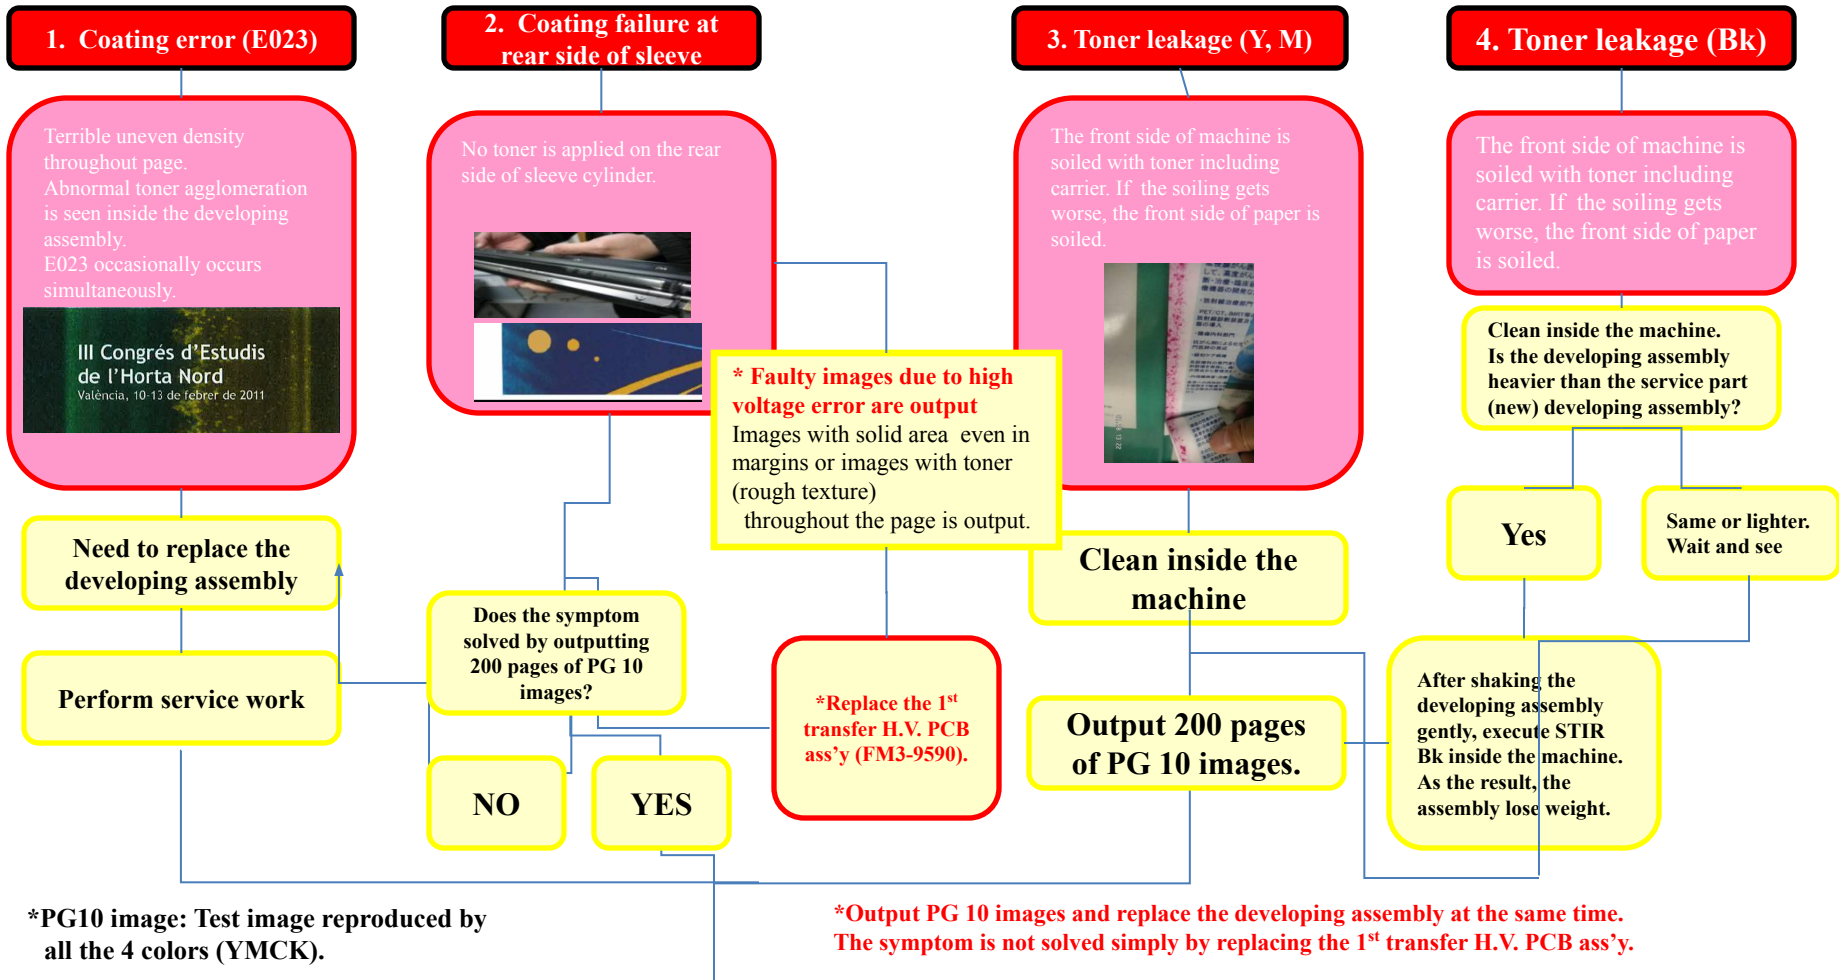 1. Coating error (E023)
2. Coating failure at
rear side of sleeve
3. Toner leakage (Y, M)
4. Toner leakage (Bk)
Terrible uneven density
throughout page.
Abnormal toner agglomeration
is seen inside the developing
assembly.
E023 occasionally occurs
simultaneously.
III Congrés d'Estudis
de l'Horta Nord
València, 10-13 de febrer de 2011
No toner is applied on the rear
side of sleeve cylinder.
* Faulty images due to high
voltage error are output
Images with solid area even in
margins or images with toner
(rough texture)
throughout the page is output.
The front side of machine is
soiled with toner including
carrier. If the soiling gets
worse, the front side of paper is
soiled.
The front side of machine is
soiled with toner including
carrier. If the soiling gets
worse, the front side of paper
is soiled.
Clean inside the machine.
Is the developing assembly
heavier than the service part
(new) developing assembly?
Yes
Same or lighter.
Wait and see
Need to replace the
developing assembly
Perform service work
Does the symptom
solved by outputting
200 pages of PG 10
images?
NO
YES
*Replace the 1st
transfer H.V. PCB
ass'y (FM3-9590).
Clean inside the
machine
Output 200 pages
of PG 10 images.
After shaking the
developing assembly
gently, execute STIR
Bk inside the machine.
As the result, the
assembly lose weight.
*PG10 image: Test image reproduced by
all the 4 colors (YMCK).
*Output PG 10 images and replace the developing assembly at the same time.
The symptom is not solved simply by replacing the 1st transfer H.V. PCB ass'y.